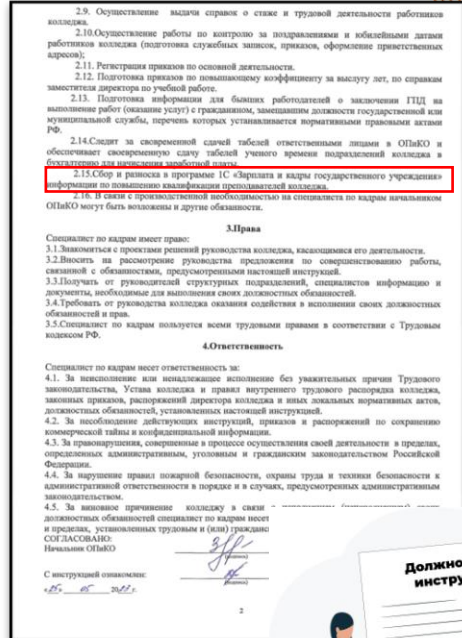 2.9. Осуществление выдачи справок о стаже и трудовой деятельности работников
колледжа.
2.10.Осуществление работы по контролю за поздравлениями и юбилейными датами
работников колледжа (подготовка служебных записок, приказов, оформление приветственных
адресов);
2.11. Регистрация приказов по основной деятельности.
2.12. Подготовка приказов по повышающему коэффициенту за выслугу лет, по справкам
заместителя директора по учебной работе.
2.13. Подготовка информации для бывших работодателей о заключении ГПД на
выполнение работ (оказание услуг) с гражданином, замещавшим должности государственной или
муниципальной службы, перечень которых устанавливается нормативными правовыми актами
РФ.
2.14.Следит за своевременной сдачей табелей ответственными лицами в ОПиКО и
обеспечивает своевременную сдачу табелей ученого времени подразделений колледжа в
бухгалтерию для начисления заработной платы.
2.15.Сбор и разноска в программе 1С «Зарплата и кадры государственного учреждения»
информации по повышению квалификации преподавателей колледжа.
2.16. В связи с производственной необходимостью на специалиста по кадрам начальником
ОПиКО могут быть возложены и другие обязанности.
3.Права
Специалист по кадрам имеет право:
3.1.Знакомиться с проектами решений руководства колледжа, касающимися его деятельности.
3.2.Вносить на рассмотрение руководства предложения по совершенствованию работы,
связанной с обязанностями, предусмотренными настоящей инструкцией.
3.3.Получать от руководителей структурных подразделений, специалистов информацию и
документы, необходимые для выполнения своих должностных обязанностей.
3.4.Требовать от руководства колледжа оказания содействия в исполнении своих должностных
обязанностей и прав.
3.5.Специалист по кадрам пользуется всеми трудовыми правами в соответствии с Трудовым
кодексом РФ.
4.Ответственность
Специалист по кадрам несет ответственность за:
4.1. За неисполнение или ненадлежащее исполнение без уважительных причин Трудового
законодательства, Устава колледжа и правил внутреннего трудового распорядка колледжа,
законных приказов, распоряжений директора колледжа и иных локальных нормативных актов,
должностных обязанностей, установленных настоящей инструкцией.
4.2. За несоблюдение действующих инструкций, приказов и распоряжений по сохранению
коммерческой тайны и конфиденциальной информации.
4.3. За правонарушения, совершенные в процессе осуществления своей деятельности в пределах,
определенных административным, уголовным и гражданским законодательством Российской
Федерации.
4.4. За нарушение правил пожарной безопасности, охраны труда и техники безопасности к
административной ответственности в порядке и в случаях, предусмотренных административным
законодательством.
4.5. За виновное причинение колледжу в связи с
должностных обязанностей специалист по кадрам несет
и пределах, установленных трудовым и (или) гражданс
СОГЛАСОВАНО:
Начальник ОПиКО
(подпись)
С инструкцией ознакомлен:
(подпись)
«25» 05 2021 г.
2
Должно
инстру